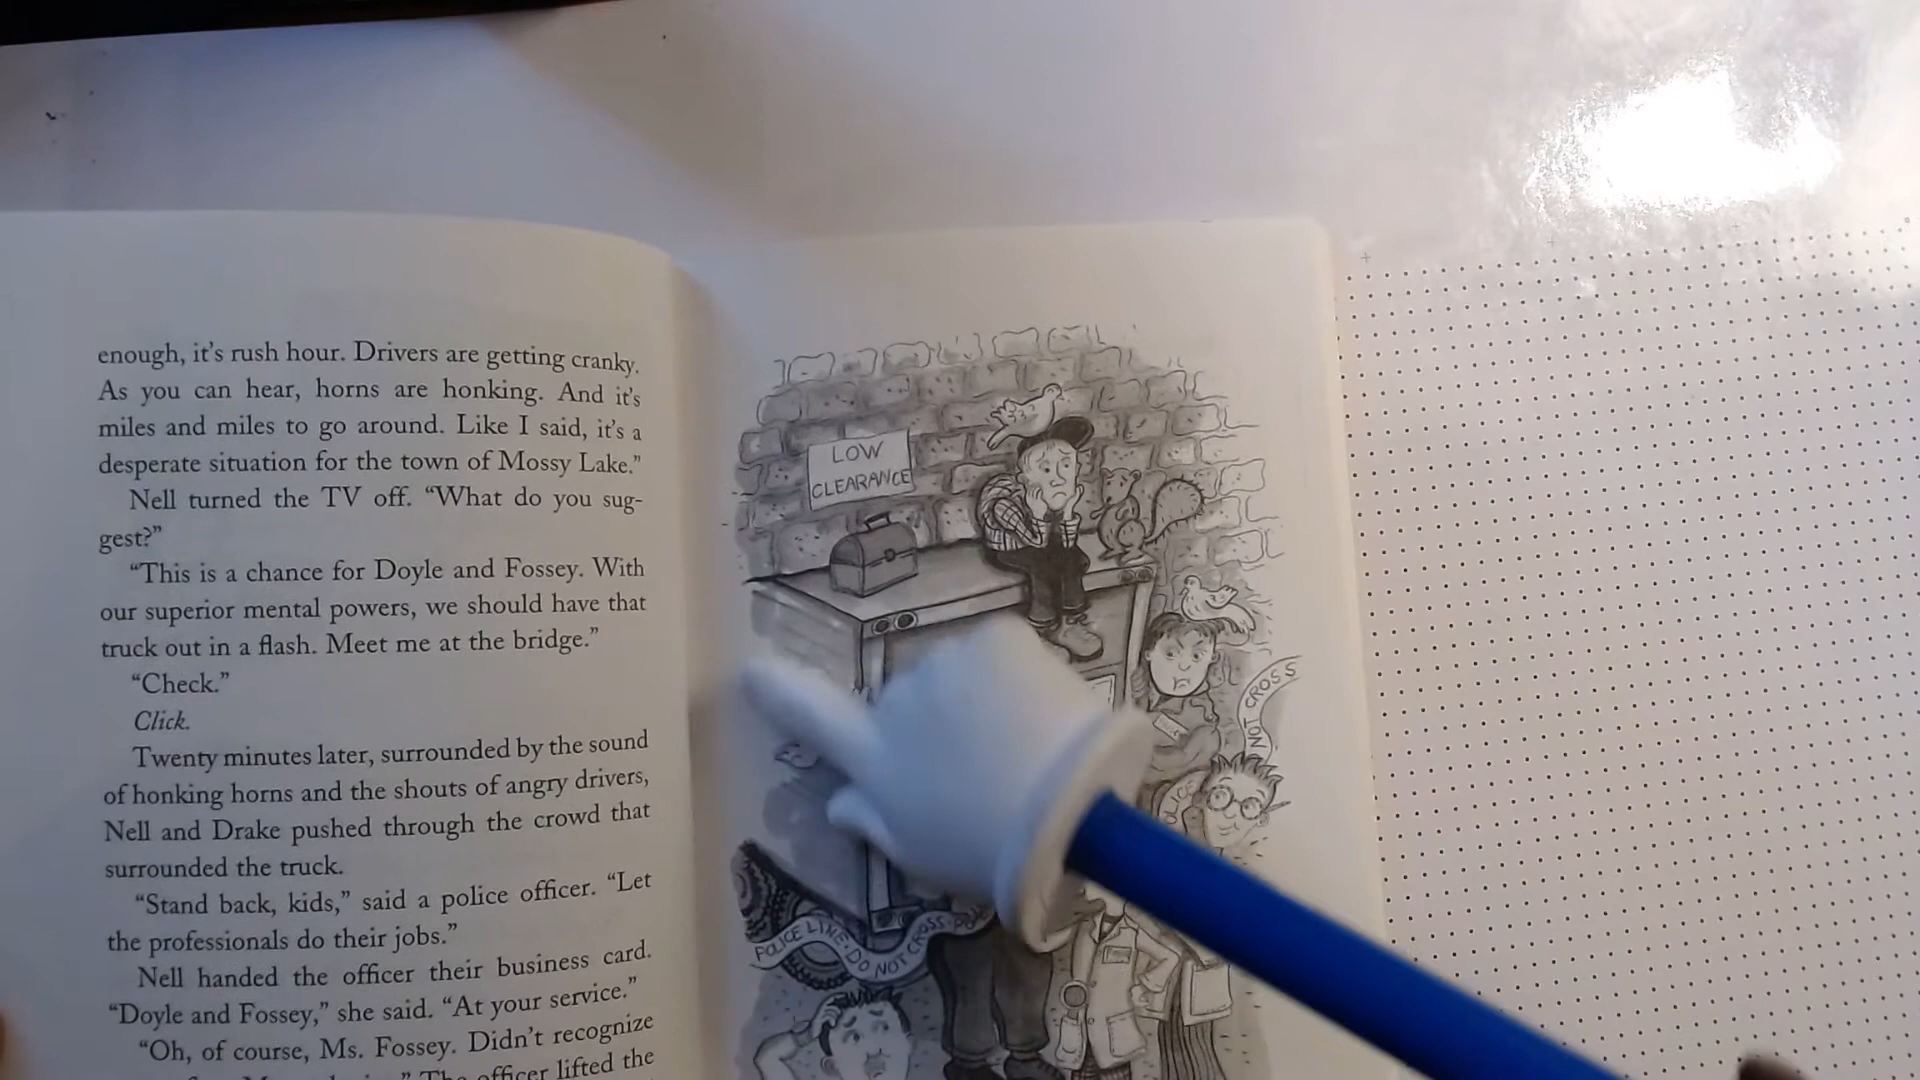 enough, it's rush hour. Drivers are getting cranky.
As you can hear, horns are honking. And it's
miles and miles to go around. Like I said, it's a
desperate situation for the town of Mossy Lake.”
Nell turned the TV off. “What do you sug-
gest?”
“This is a chance for Doyle and Fossey. With
our superior mental powers, we should have that
truck out in a flash. Meet me at the bridge.”
“Check.”
Click.
Twenty minutes later, surrounded by the sound
of honking horns and the shouts of angry drivers,
Nell and Drake pushed through the crowd that
surrounded the truck.
“Stand back, kids,” said a police officer. “Let
the professionals do their jobs.”
Nell handed the officer their business card.
“Doyle and Fossey,” she said. “At your service.”
“Oh, of course, Ms. Fossey. Didn't recognize
The officer lifted the
LOW
CLEARANCE
NOT CROSS
POLICE
POLICE LINE · DO NOT CROSS